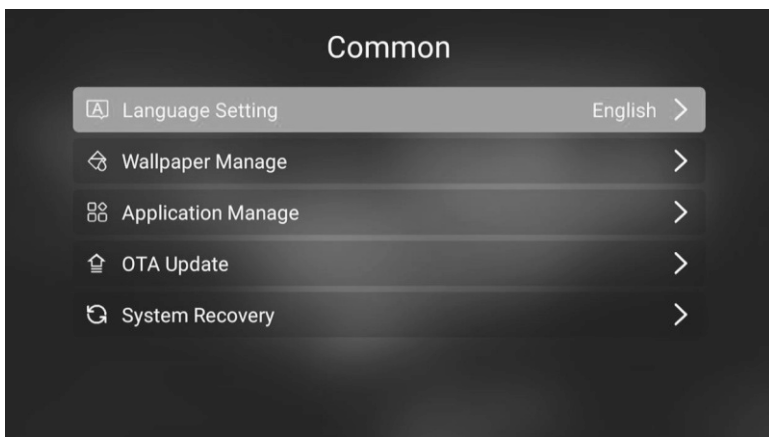 Common
Language Setting English
Wallpaper Manage
Application Manage
OTA Update
System Recovery